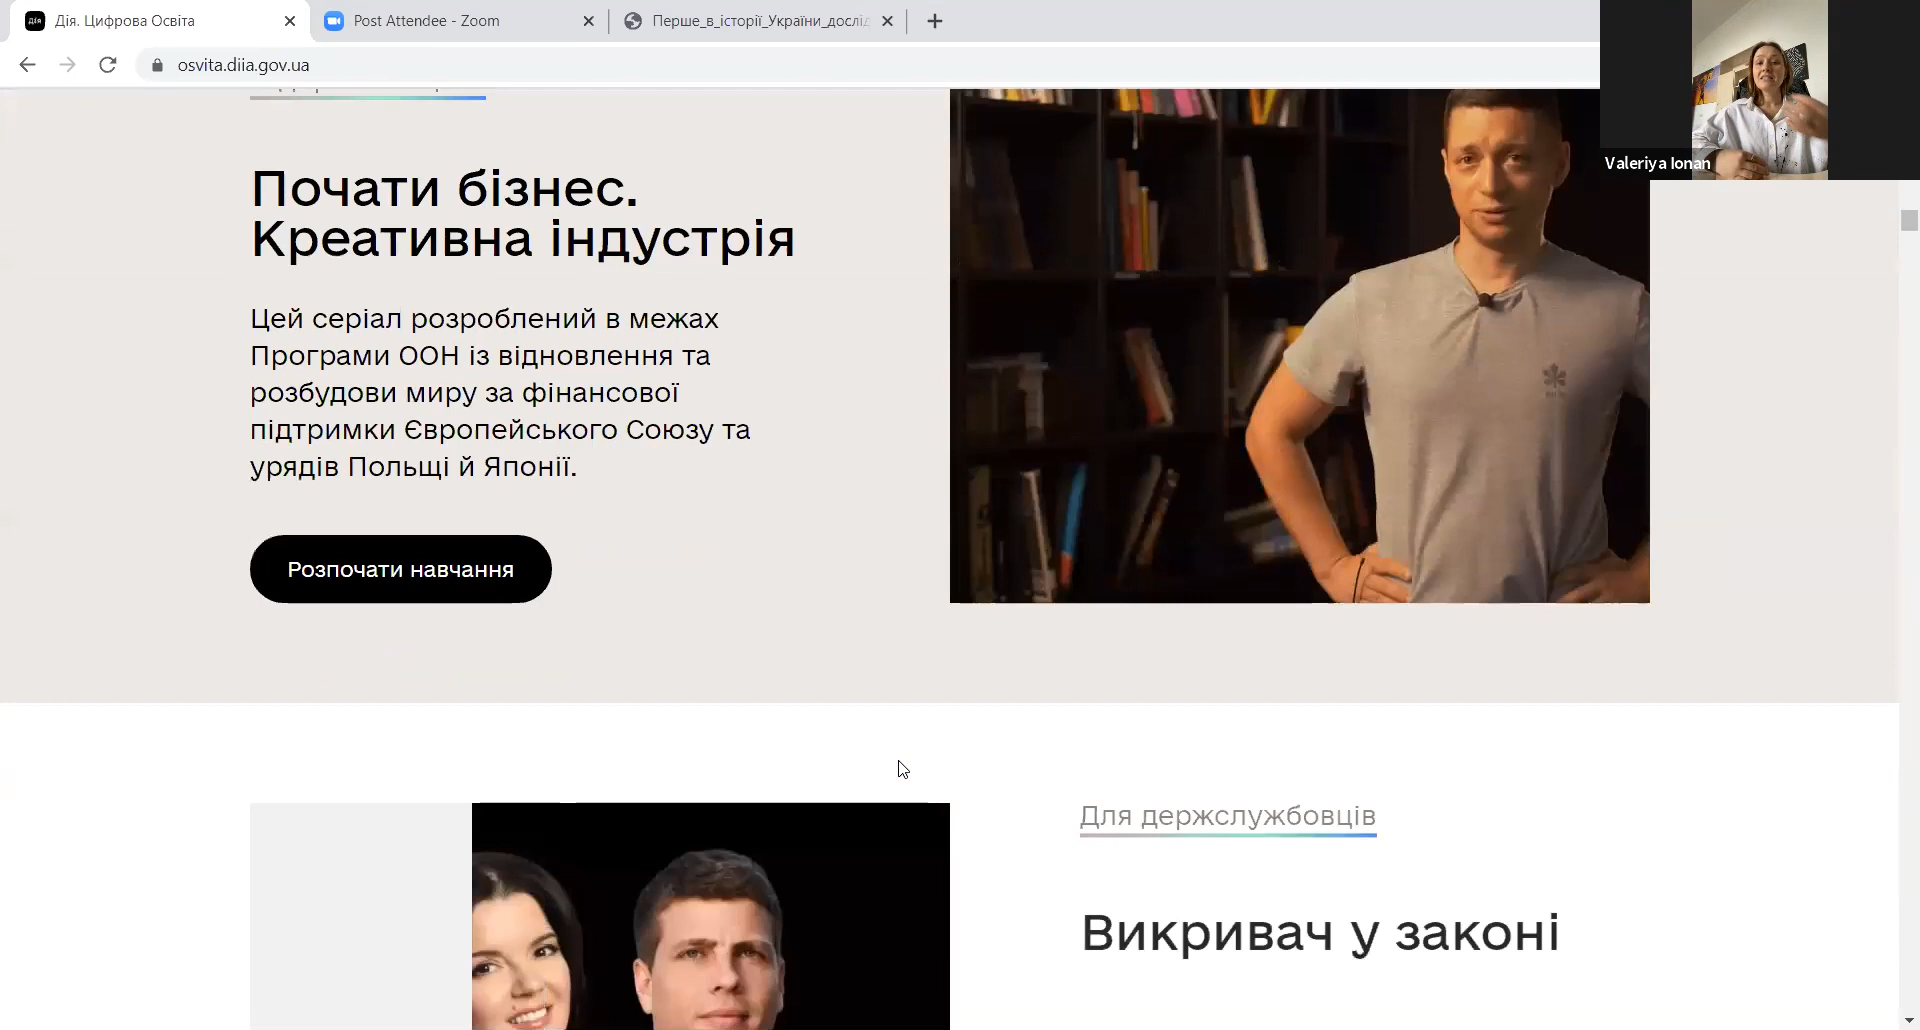 Дія. Цифрова Освіта
Post Attendee - Zoom
Перше_в_історії_України_дослід
osvita.diia.gov.ua
Valeriya Ionan
Почати бізнес.
Креативна індустрія
Цей серіал розроблений в межах
Програми ООН із відновлення та
розбудови миру за фінансової
підтримки Європейського Союзу та
урядів Польщі й Японії.
Розпочати навчання
Для держслужбовців
Викривач у законі